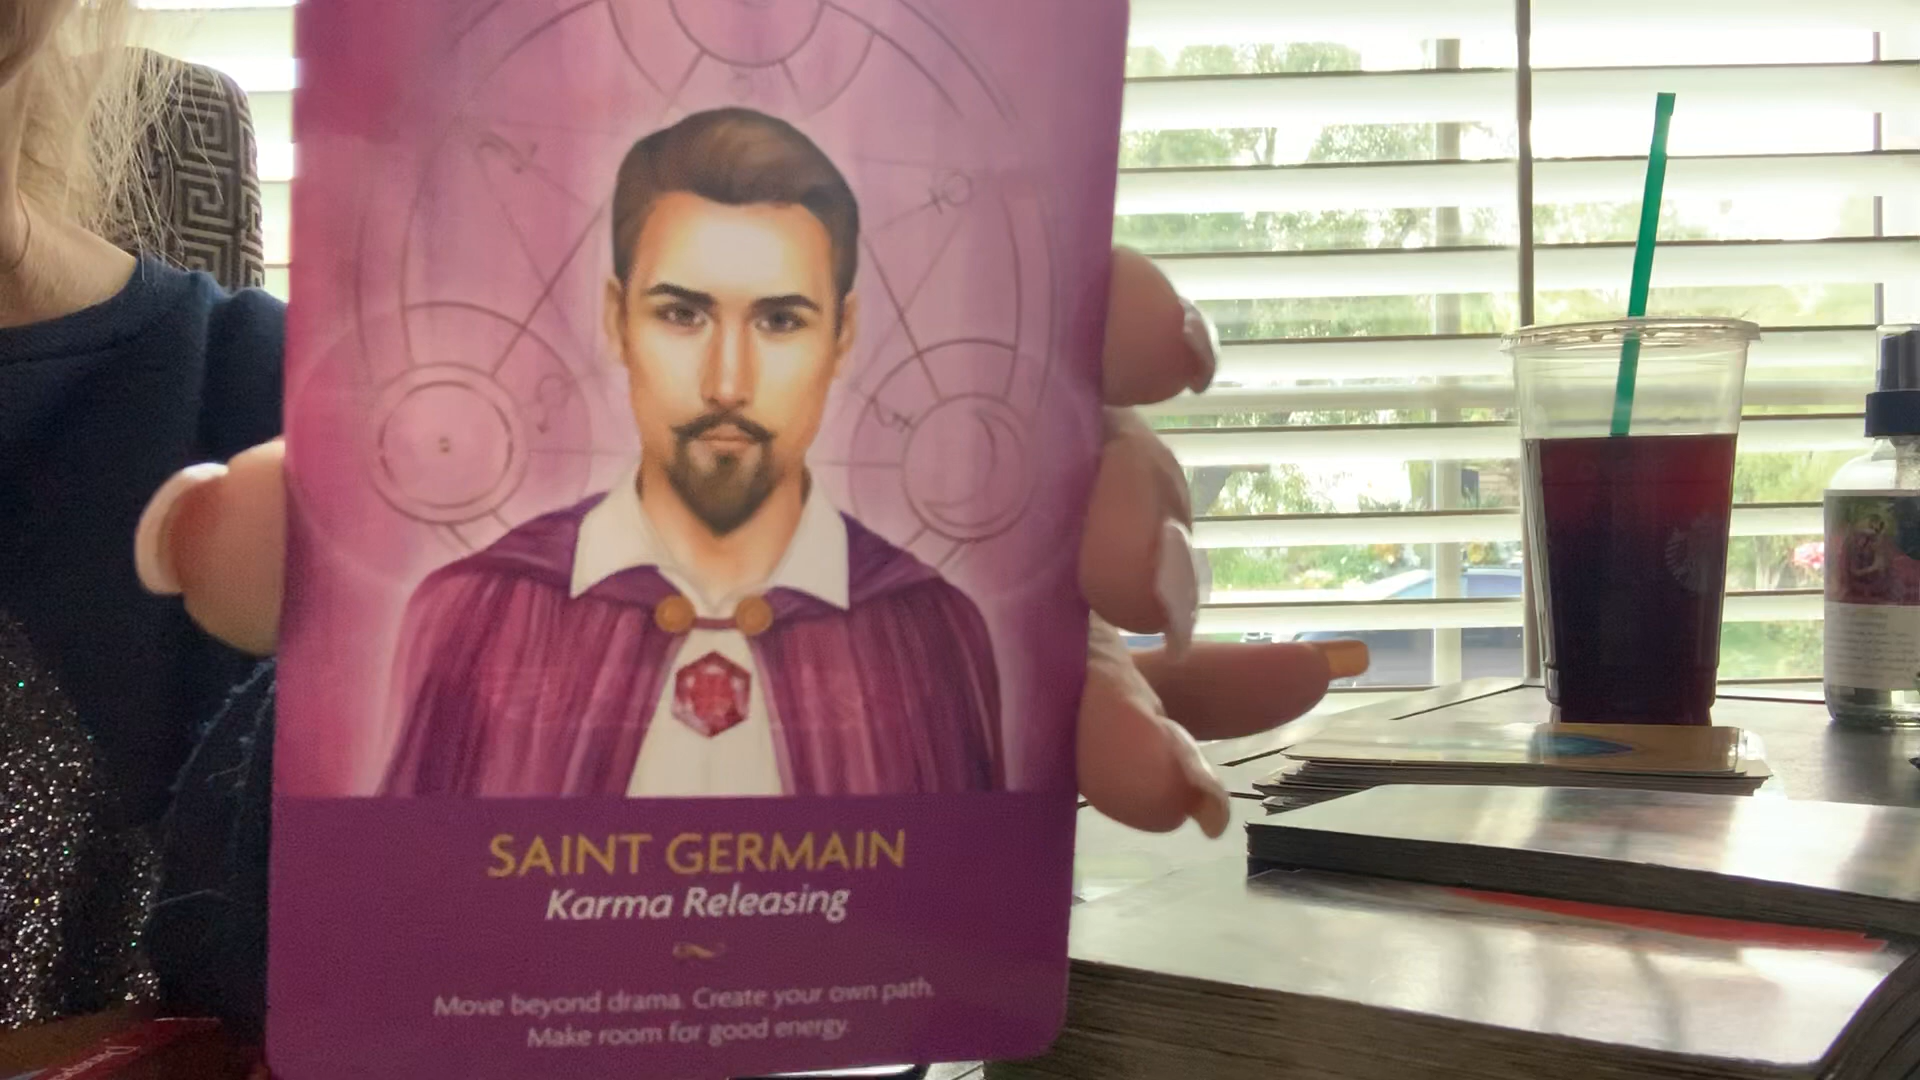 SAINT GERMAIN
Karma Releasing
Move beyond drama. Create your own path.
Make room for good energy.